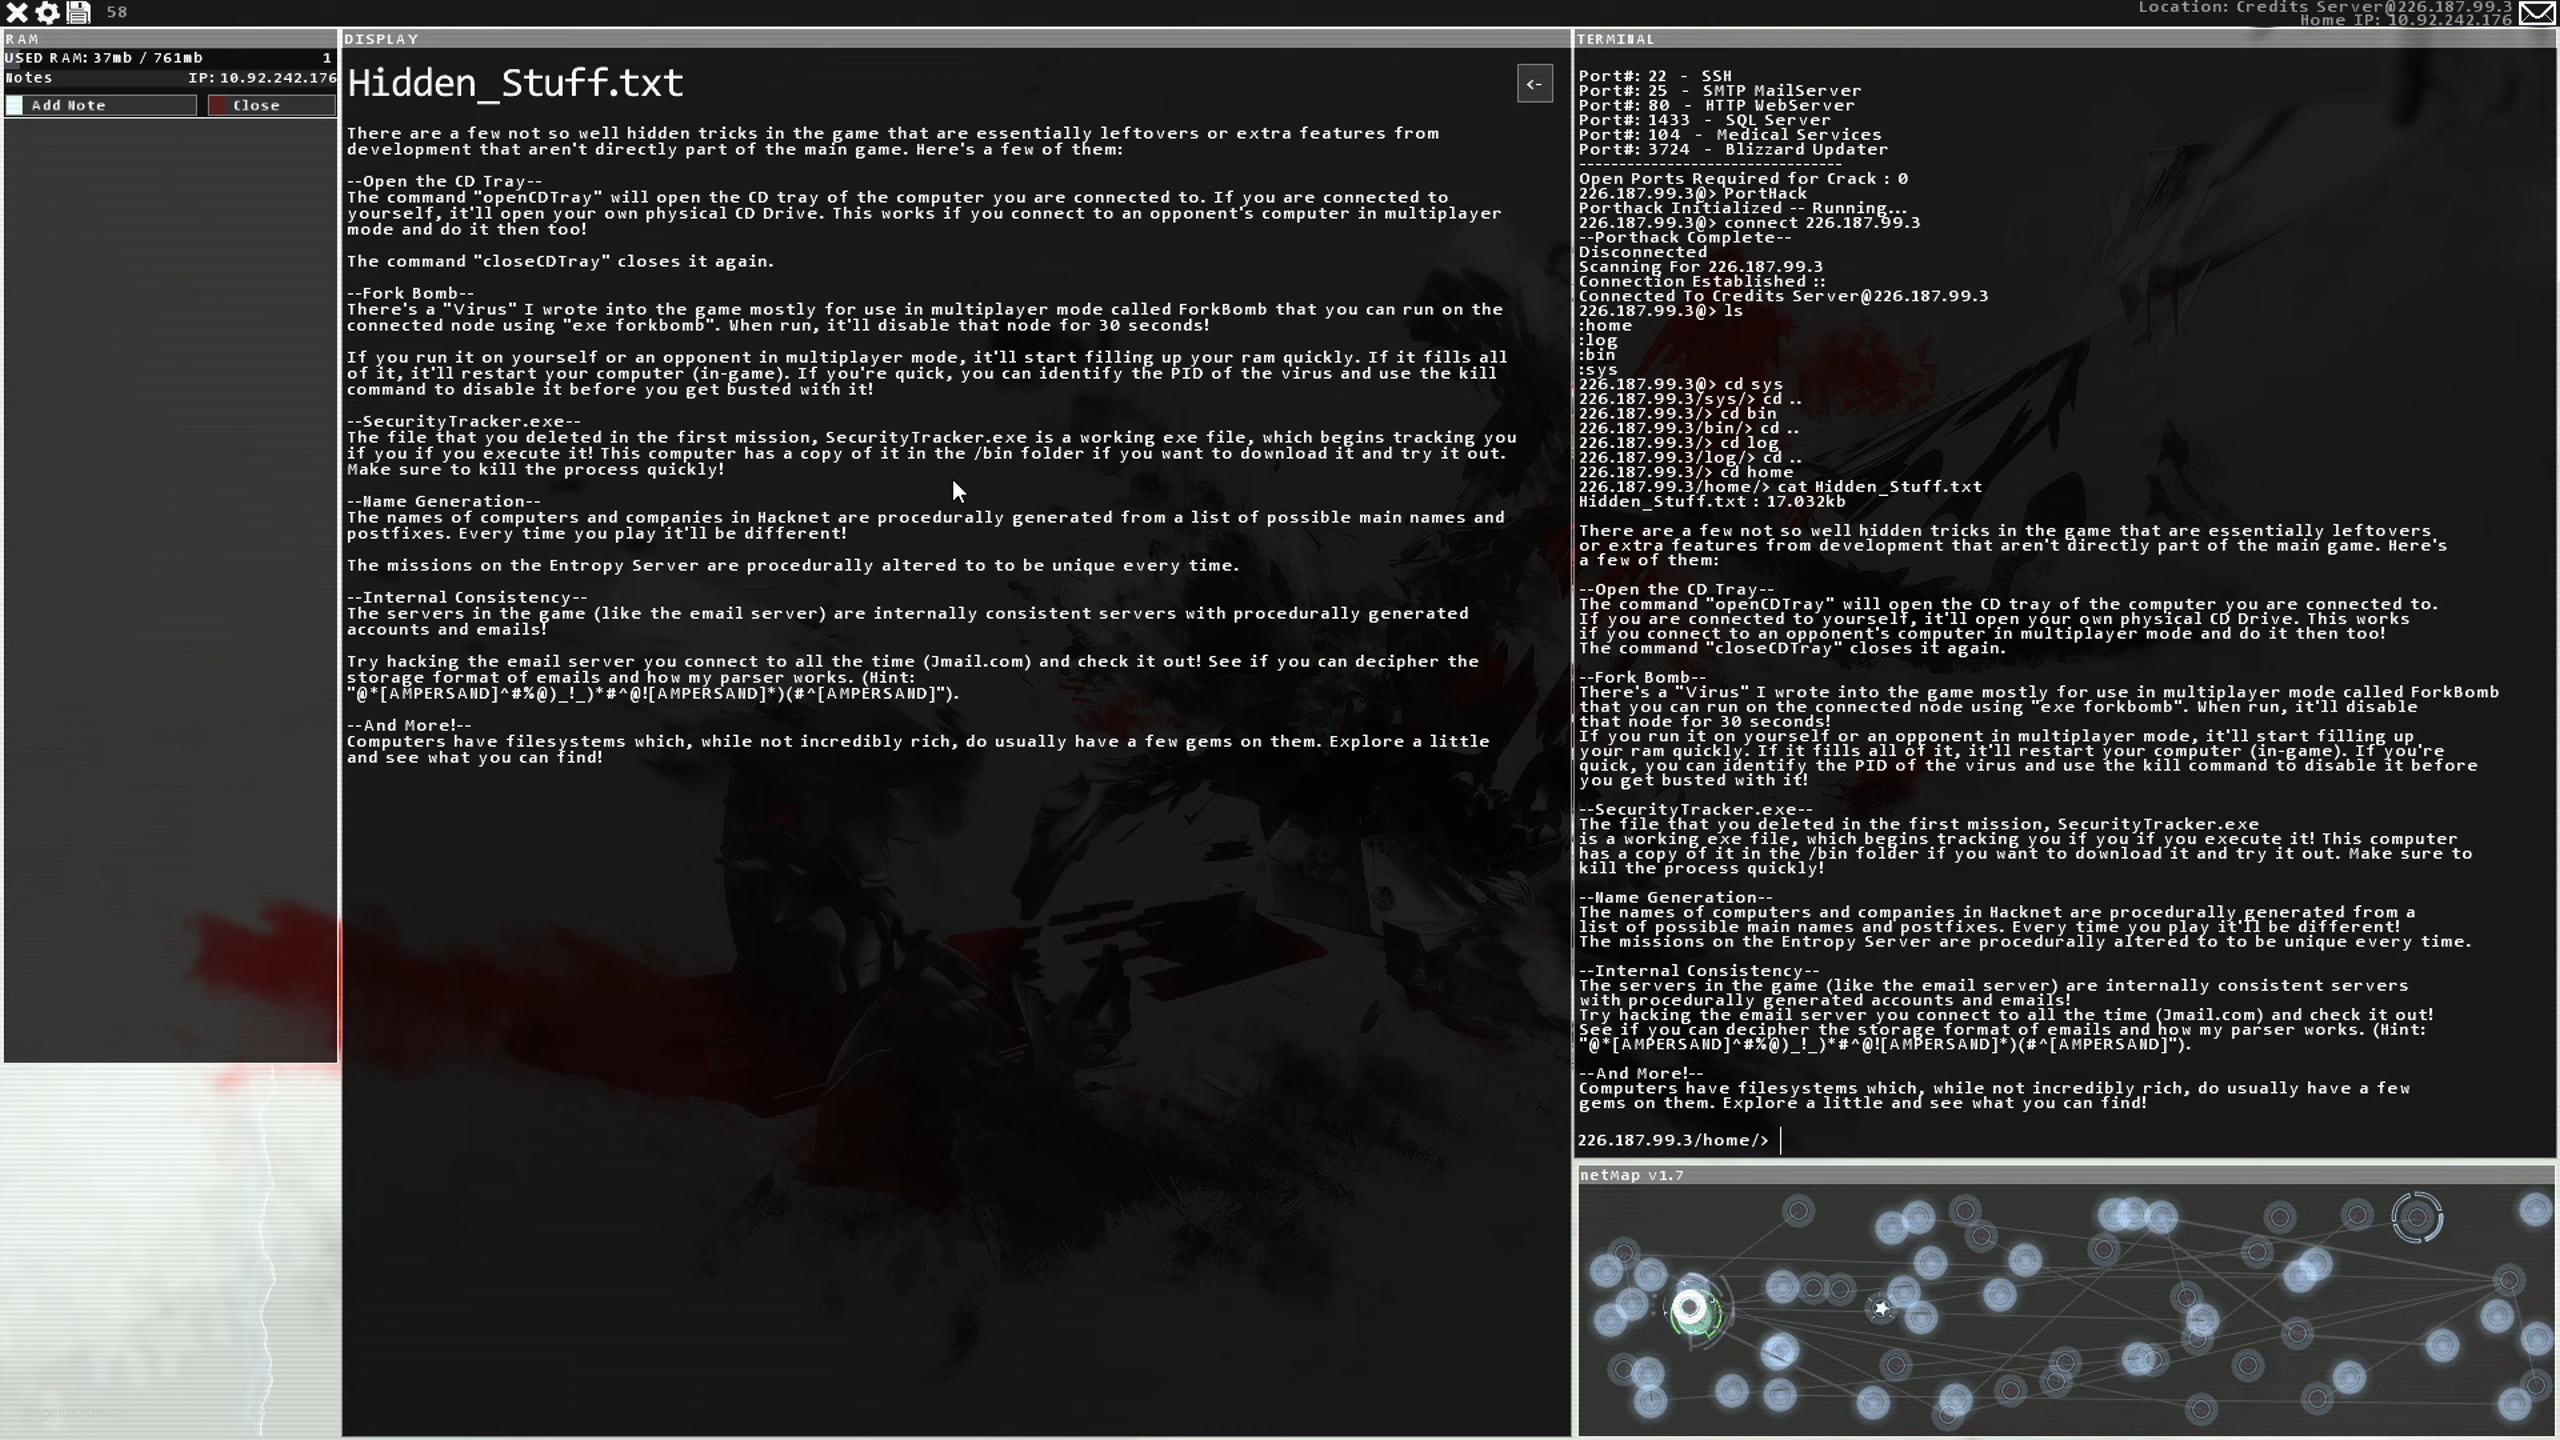 58
Location: Credits Server@226.187.99.3
Home IP: 10.92.242.176
RAM
USED RAM: 37mb / 761mb 1
Notes IP: 10.92.242.176
Add Note Close
DISPLAY
Hidden_Stuff.txt
<-
There are a few not so well hidden tricks in the game that are essentially leftovers or extra features from
development that aren't directly part of the main game. Here's a few of them:
--Open the CD Tray--
The command "openCDTray" will open the CD tray of the computer you are connected to. If you are connected to
yourself, it'll open your own physical CD Drive. This works if you connect to an opponent's computer in multiplayer
mode and do it then too!
The command "closeCDTray" closes it again.
--Fork Bomb--
There's a "Virus" I wrote into the game mostly for use in multiplayer mode called ForkBomb that you can run on the
connected node using "exe forkbomb". When run, it'll disable that node for 30 seconds!
If you run it on yourself or an opponent in multiplayer mode, it'll start filling up your ram quickly. If it fills all
of it, it'll restart your computer (in-game). If you're quick, you can identify the PID of the virus and use the kill
command to disable it before you get busted with it!
--SecurityTracker.exe--
The file that you deleted in the first mission, SecurityTracker.exe is a working exe file, which begins tracking you
if you if you execute it! This computer has a copy of it in the /bin folder if you want to download it and try it out.
Make sure to kill the process quickly!
--Name Generation--
The names of computers and companies in Hacknet are procedurally generated from a list of possible main names and
postfixes. Every time you play it'll be different!
The missions on the Entropy Server are procedurally altered to to be unique every time.
--Internal Consistency--
The servers in the game (like the email server) are internally consistent servers with procedurally generated
accounts and emails!
Try hacking the email server you connect to all the time (Jmail.com) and check it out! See if you can decipher the
storage format of emails and how my parser works. (Hint:
"@*[AMPERSAND]^#%@)_!_)*#^@![AMPERSAND]*)(#^[AMPERSAND]").
--And More!--
Computers have filesystems which, while not incredibly rich, do usually have a few gems on them. Explore a little
and see what you can find!
TERMINAL
Port#: 22 - SSH
Port#: 25 - SMTP MailServer
Port#: 80 - HTTP WebServer
Port#: 1433 - SQL Server
Port#: 104 - Medical Services
Port#: 3724 - Blizzard Updater
---------------------------------
Open Ports Required for Crack : 0
226.187.99.3@> PortHack
Porthack Initialized -- Running...
226.187.99.3@> connect 226.187.99.3
--Porthack Complete--
Disconnected
Scanning For 226.187.99.3
Connection Established ::
Connected To Credits Server@226.187.99.3
226.187.99.3@> ls
:home
:log
:bin
:sys
226.187.99.3@> cd sys
226.187.99.3/sys/> cd ..
226.187.99.3/> cd bin
226.187.99.3/bin/> cd ..
226.187.99.3/> cd log
226.187.99.3/log/> cd ..
226.187.99.3/> cd home
226.187.99.3/home/> cat Hidden_Stuff.txt
Hidden_Stuff.txt : 17.032kb
There are a few not so well hidden tricks in the game that are essentially leftovers
or extra features from development that aren't directly part of the main game. Here's
a few of them:
--Open the CD Tray--
The command "openCDTray" will open the CD tray of the computer you are connected to.
If you are connected to yourself, it'll open your own physical CD Drive. This works
if you connect to an opponent's computer in multiplayer mode and do it then too!
The command "closeCDTray" closes it again.
--Fork Bomb--
There's a "Virus" I wrote into the game mostly for use in multiplayer mode called ForkBomb
that you can run on the connected node using "exe forkbomb". When run, it'll disable
that node for 30 seconds!
If you run it on yourself or an opponent in multiplayer mode, it'll start filling up
your ram quickly. If it fills all of it, it'll restart your computer (in-game). If you're
quick, you can identify the PID of the virus and use the kill command to disable it before
you get busted with it!
--SecurityTracker.exe--
The file that you deleted in the first mission, SecurityTracker.exe
is a working exe file, which begins tracking you if you if you execute it! This computer
has a copy of it in the /bin folder if you want to download it and try it out. Make sure to
kill the process quickly!
--Name Generation--
The names of computers and companies in Hacknet are procedurally generated from a
list of possible main names and postfixes. Every time you play it'll be different!
The missions on the Entropy Server are procedurally altered to to be unique every time.
--Internal Consistency--
The servers in the game (like the email server) are internally consistent servers
with procedurally generated accounts and emails!
Try hacking the email server you connect to all the time (Jmail.com) and check it out!
See if you can decipher the storage format of emails and how my parser works. (Hint:
"@*[AMPERSAND]^#%@)_!_)*#^@![AMPERSAND]*)(#^[AMPERSAND]").
--And More!--
Computers have filesystems which, while not incredibly rich, do usually have a few
gems on them. Explore a little and see what you can find!
226.187.99.3/home/>
netMap v1.7